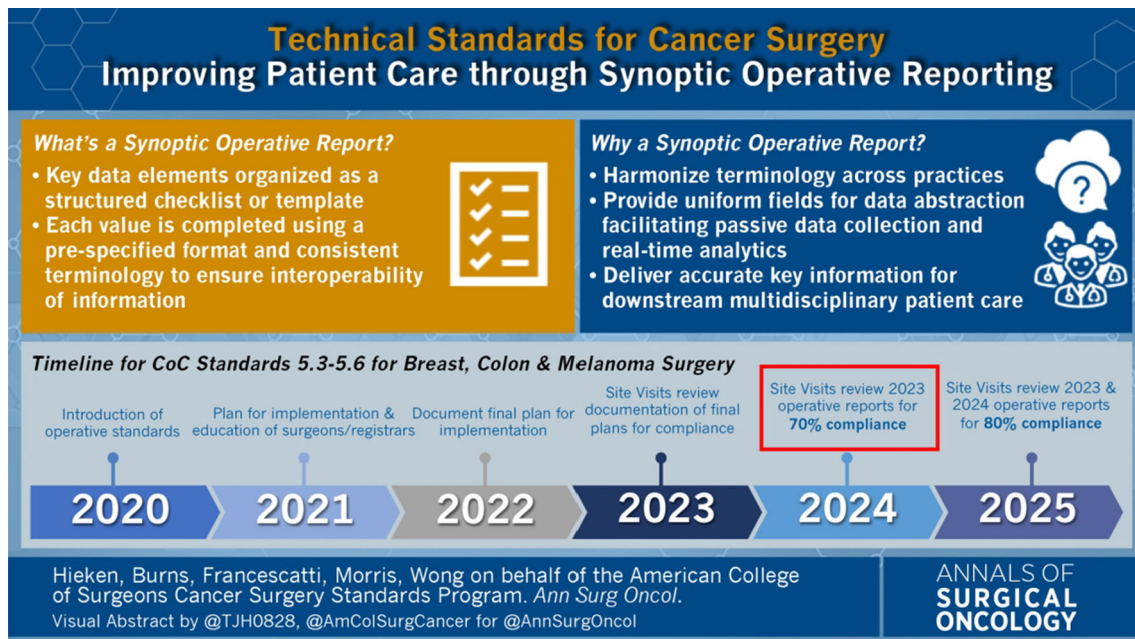 Technical Standards for Cancer Surgery
Improving Patient Care through Synoptic Operative Reporting
What's a Synoptic Operative Report?
• Key data elements organized as a
structured checklist or template
• Each value is completed using a
pre-specified format and consistent
terminology to ensure interoperability
of information
Why a Synoptic Operative Report?
• Harmonize terminology across practices
• Provide uniform fields for data abstraction
facilitating passive data collection and
real-time analytics
• Deliver accurate key information for
downstream multidisciplinary patient care
?
Timeline for CoC Standards 5.3-5.6 for Breast, Colon & Melanoma Surgery
Introduction of
operative standards
Plan for implementation &
education of surgeons/registrars
Document final plan for
implementation
Site Visits review
documentation of final
plans for compliance
Site Visits review 2023
operative reports for
70% compliance
Site Visits review 2023 &
2024 operative reports
for 80% compliance
2020
2021
2022
2023
2024
2025
Hieken, Burns, Francescatti, Morris, Wong on behalf of the American College
of Surgeons Cancer Surgery Standards Program. Ann Surg Oncol.
Visual Abstract by @TJH0828, @AmColSurgCancer for @AnnSurgOncol
ANNALS OF
SURGICAL
ONCOLOGY